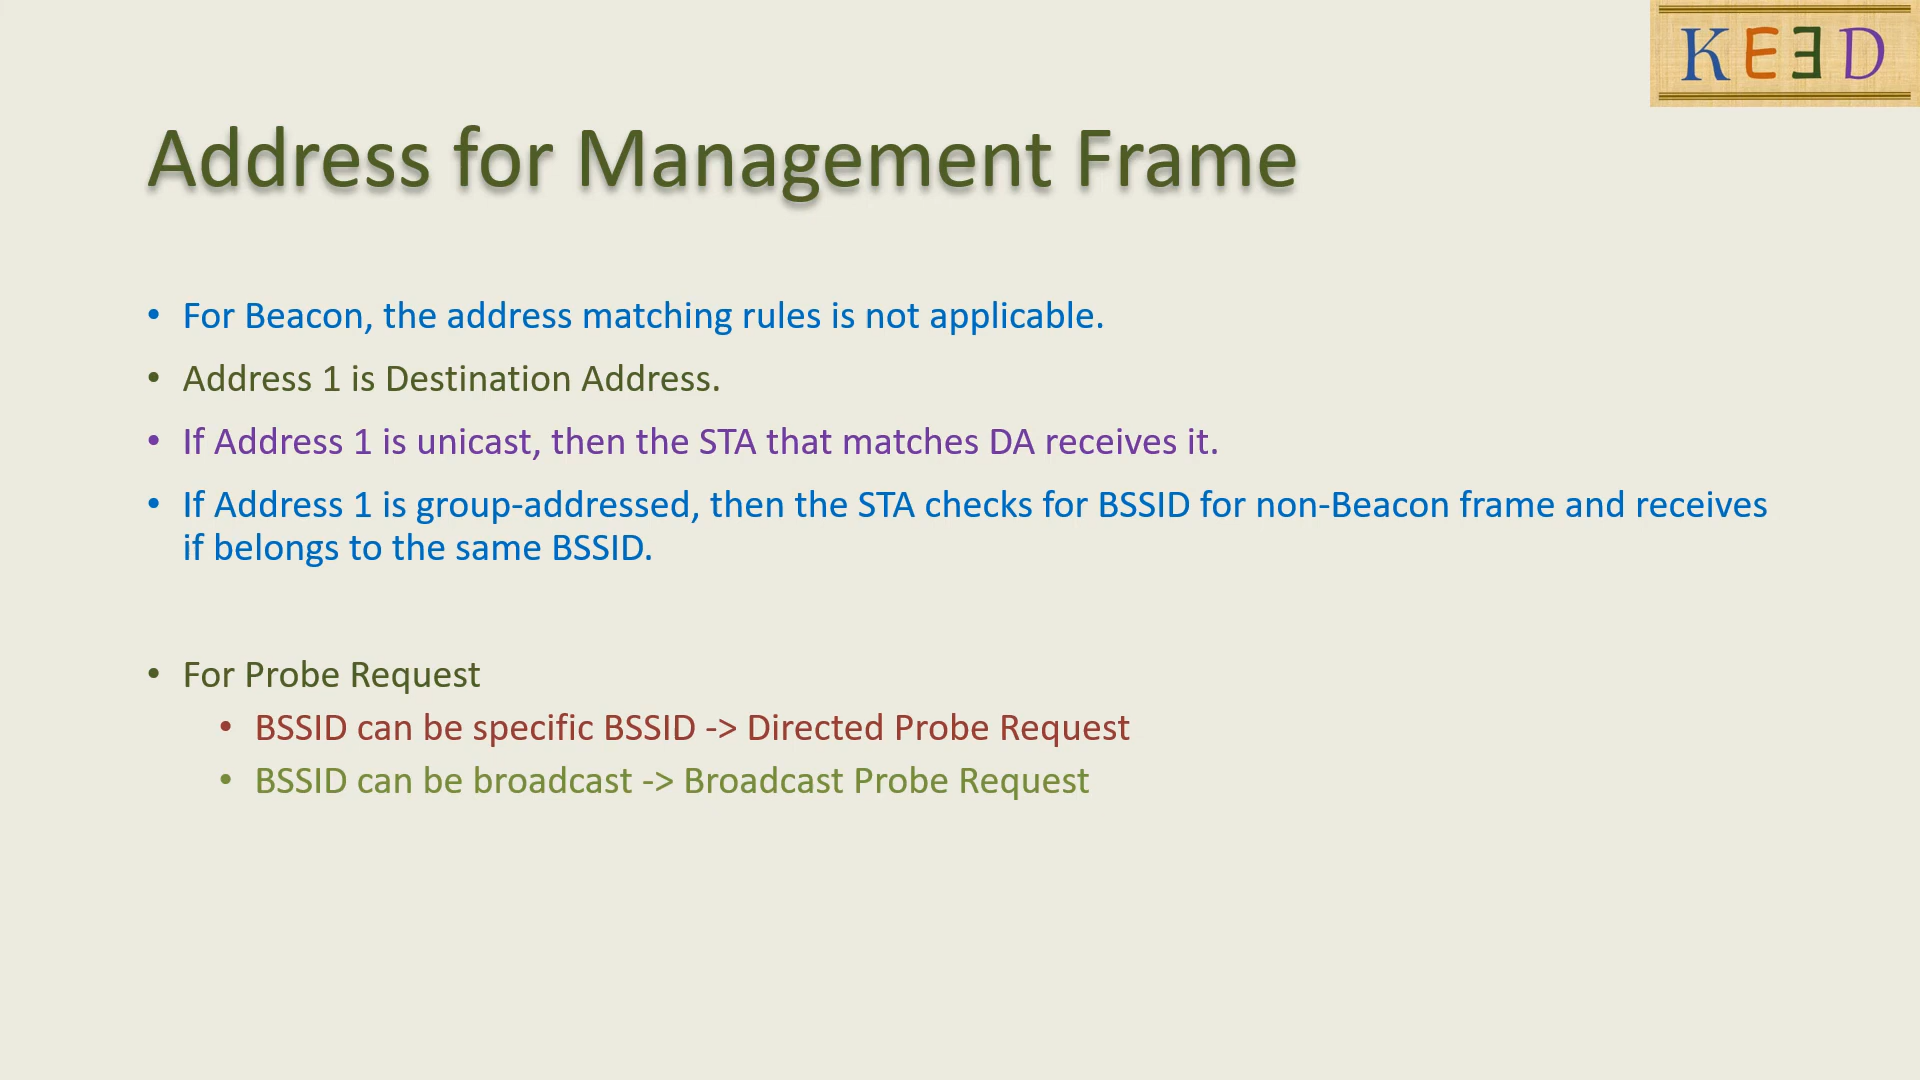 KEED
Address for Management Frame
• For Beacon, the address matching rules is not applicable.
• Address 1 is Destination Address.
• If Address 1 is unicast, then the STA that matches DA receives it.
• If Address 1 is group-addressed, then the STA checks for BSSID for non-Beacon frame and receives
if belongs to the same BSSID.
• For Probe Request
• BSSID can be specific BSSID -> Directed Probe Request
• BSSID can be broadcast -> Broadcast Probe Request